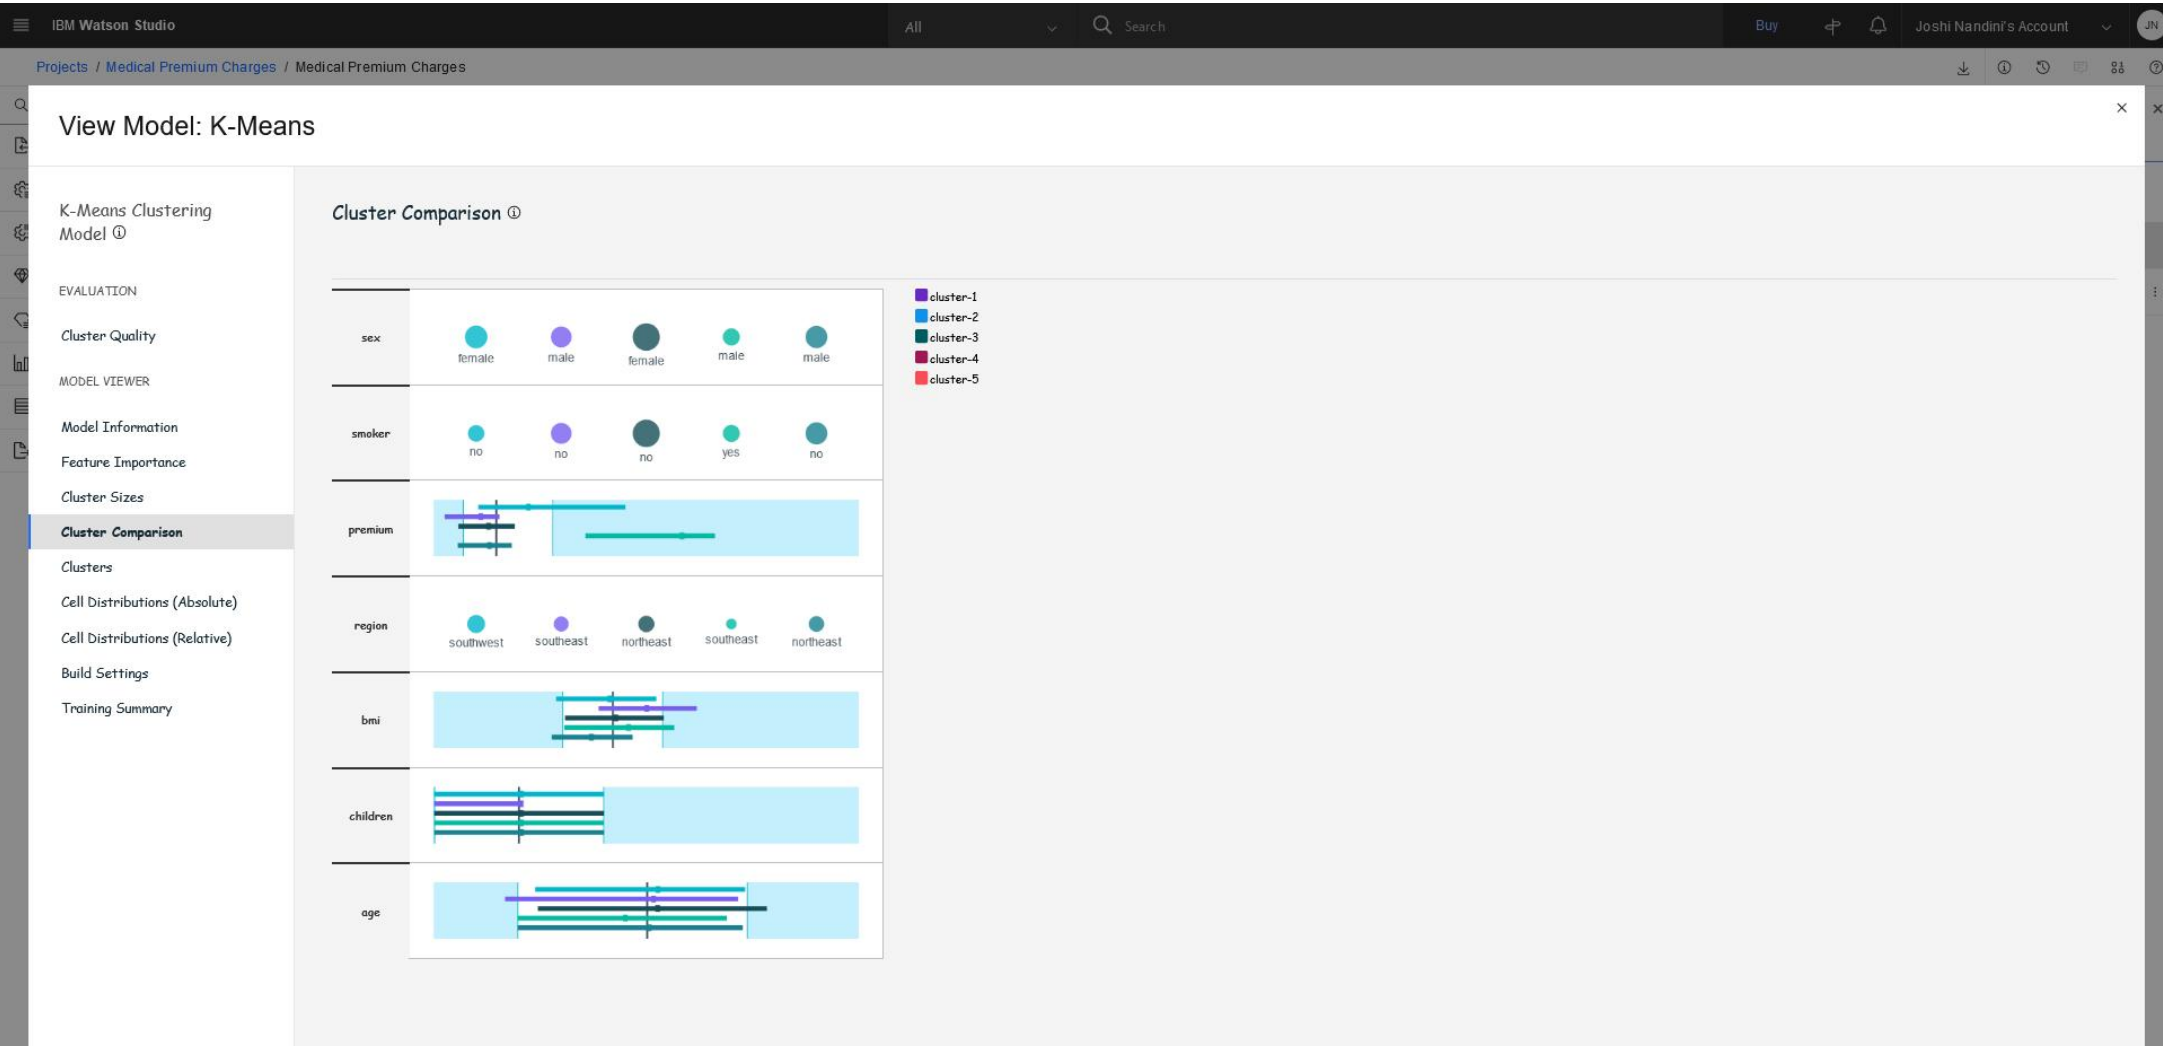 IBM Watson Studio
All
Search
Buy
Joshi Nandini's Account
JN
Projects / Medical Premium Charges / Medical Premium Charges
View Model: K-Means
K-Means Clustering
Model
EVALUATION
Cluster Quality
MODEL VIEWER
Model Information
Feature Importance
Cluster Sizes
Cluster Comparison
Clusters
Cell Distributions (Absolute)
Cell Distributions (Relative)
Build Settings
Training Summary
Cluster Comparison
sex
female male female male male
smoker
no no no yes no
premium
region
southwest southeast northeast southeast northeast
bmi
children
age
cluster-1
cluster-2
cluster-3
cluster-4
cluster-5